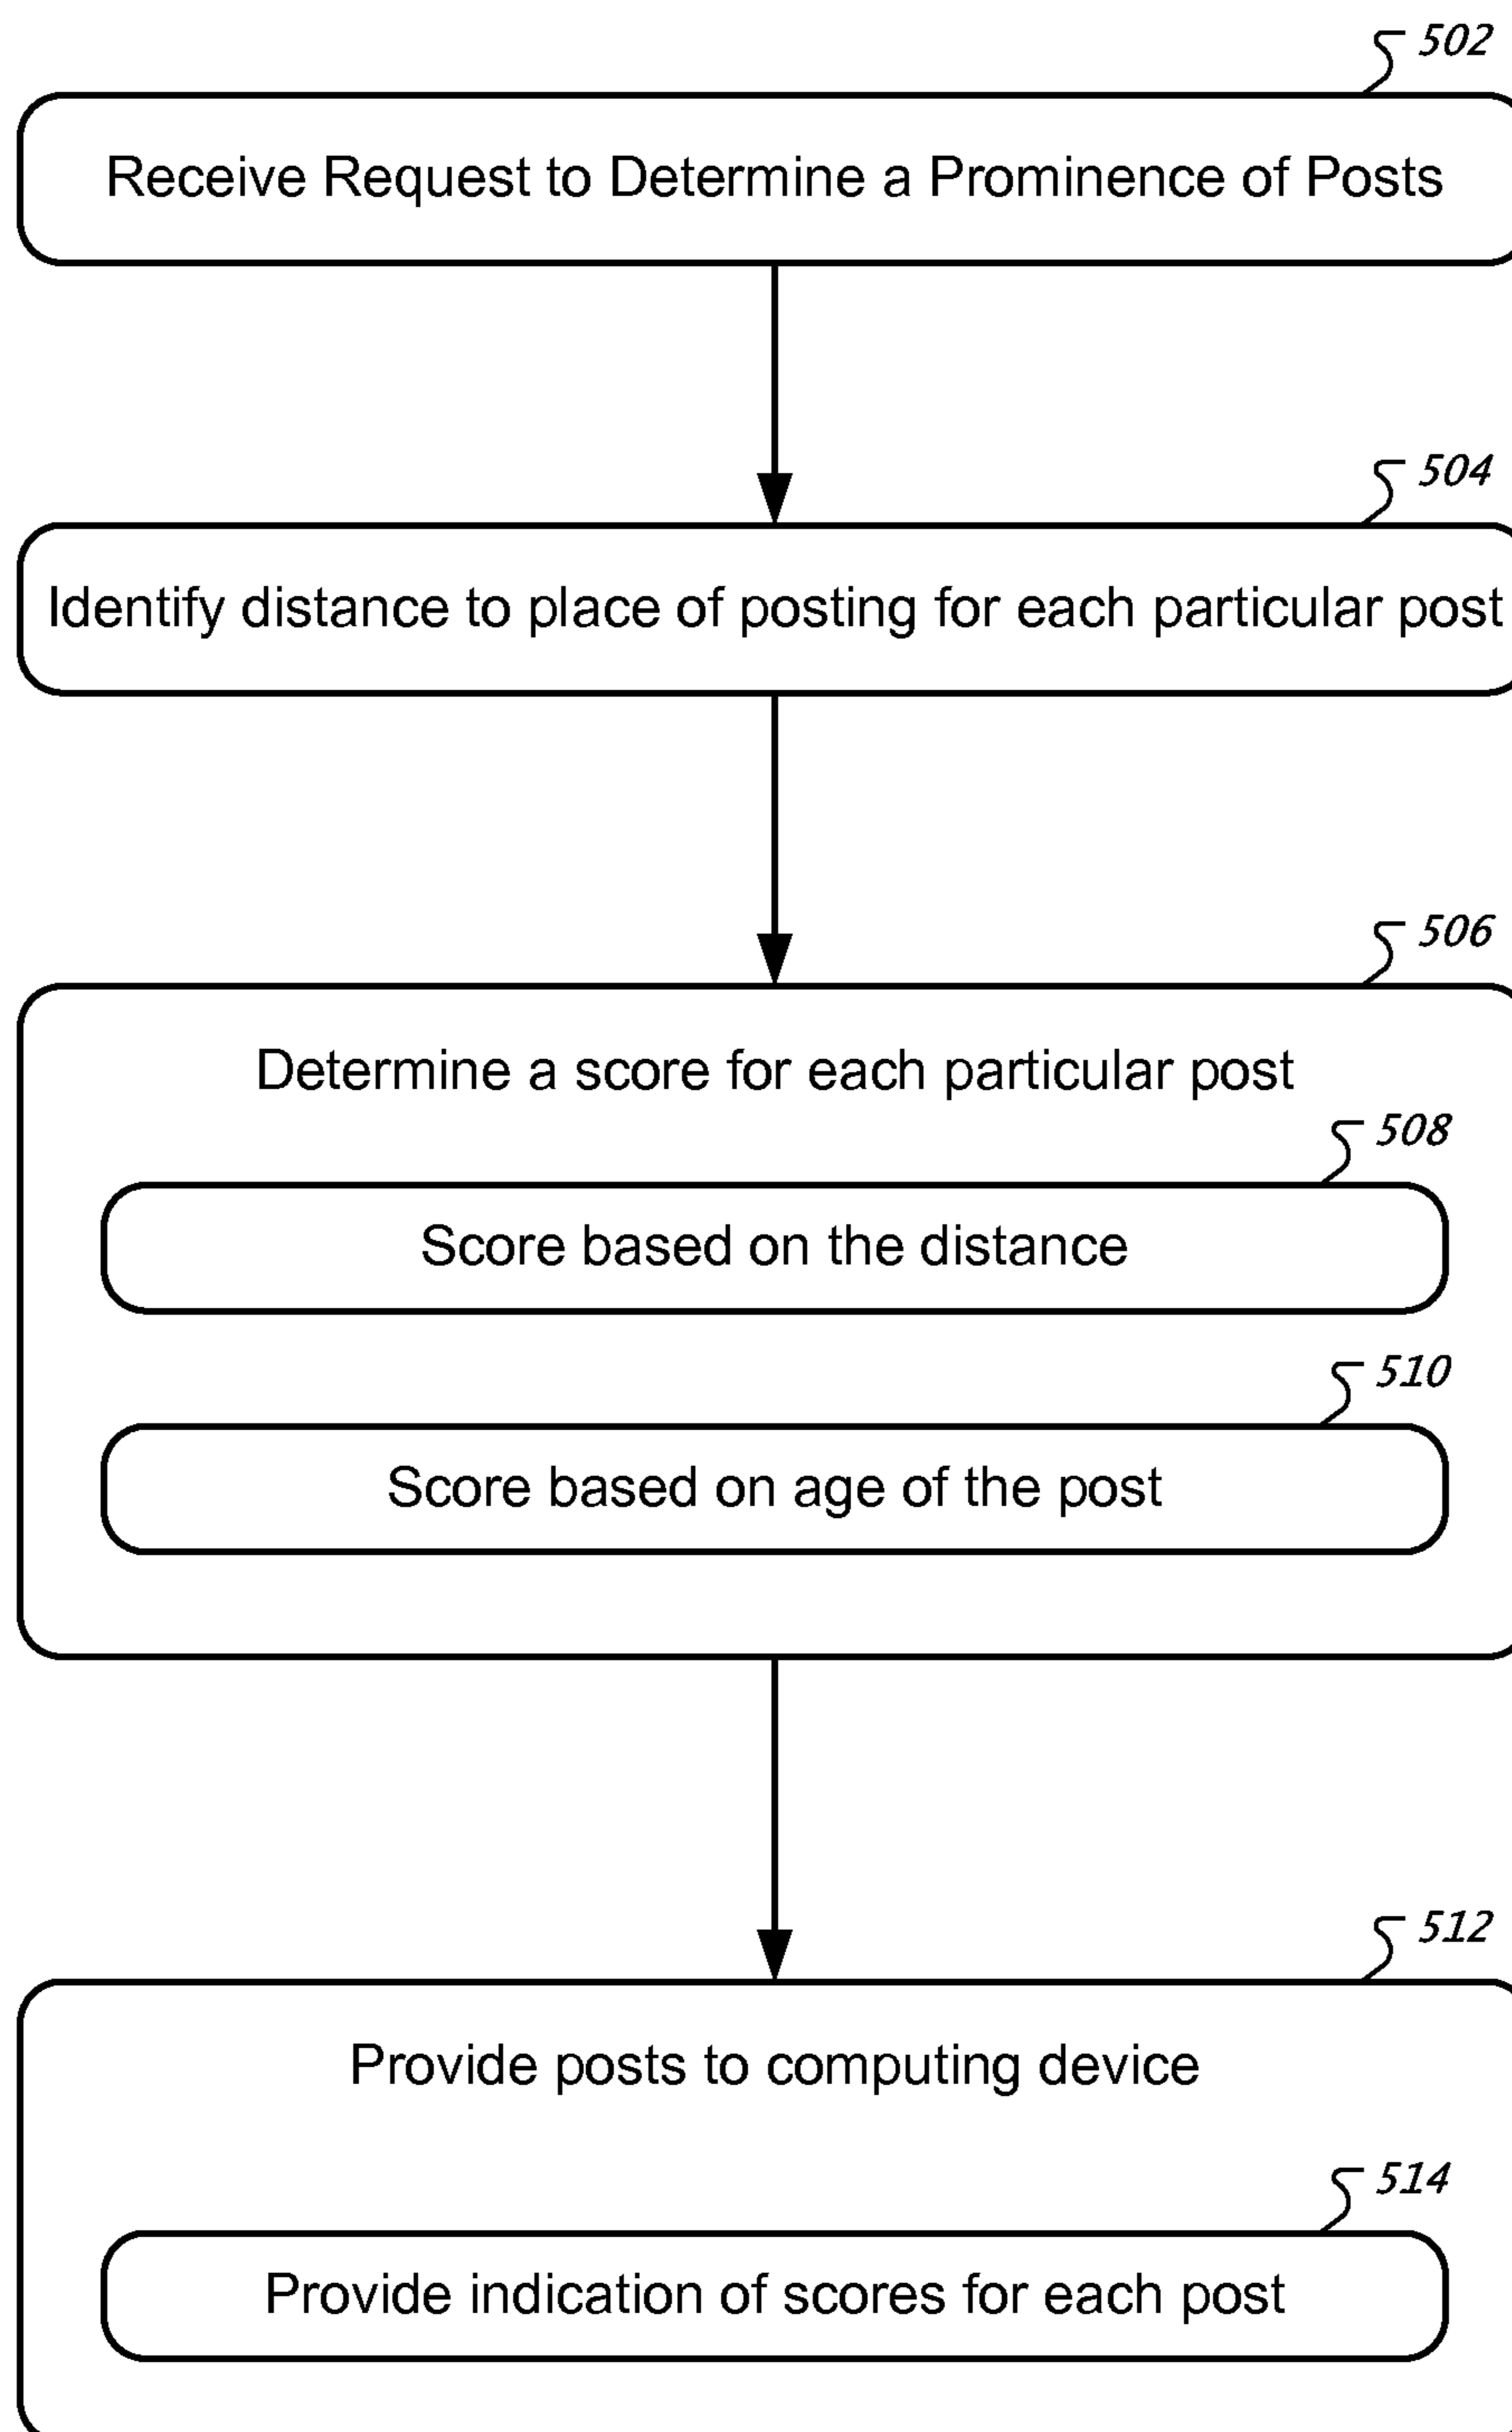 502
Receive Request to Determine a Prominence of Posts
504
Identify distance to place of posting for each particular post
506
Determine a score for each particular post
508
Score based on the distance
510
Score based on age of the post
512
Provide posts to computing device
514
Provide indication of scores for each post